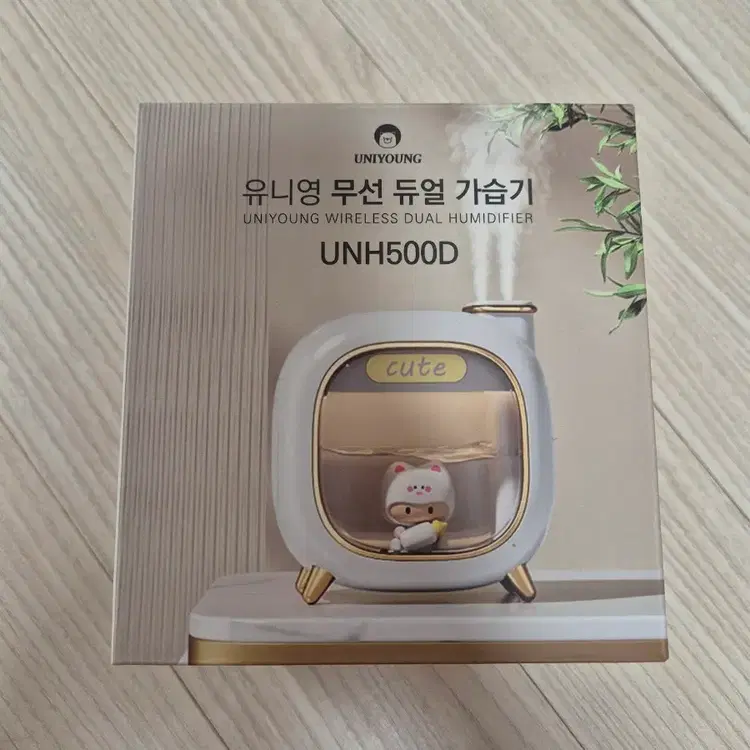 UNIYOUNG
유니영 무선 듀얼 가습기
UNIYOUNG WIRELESS DUAL HUMIDIFIER
UNH500D
cute